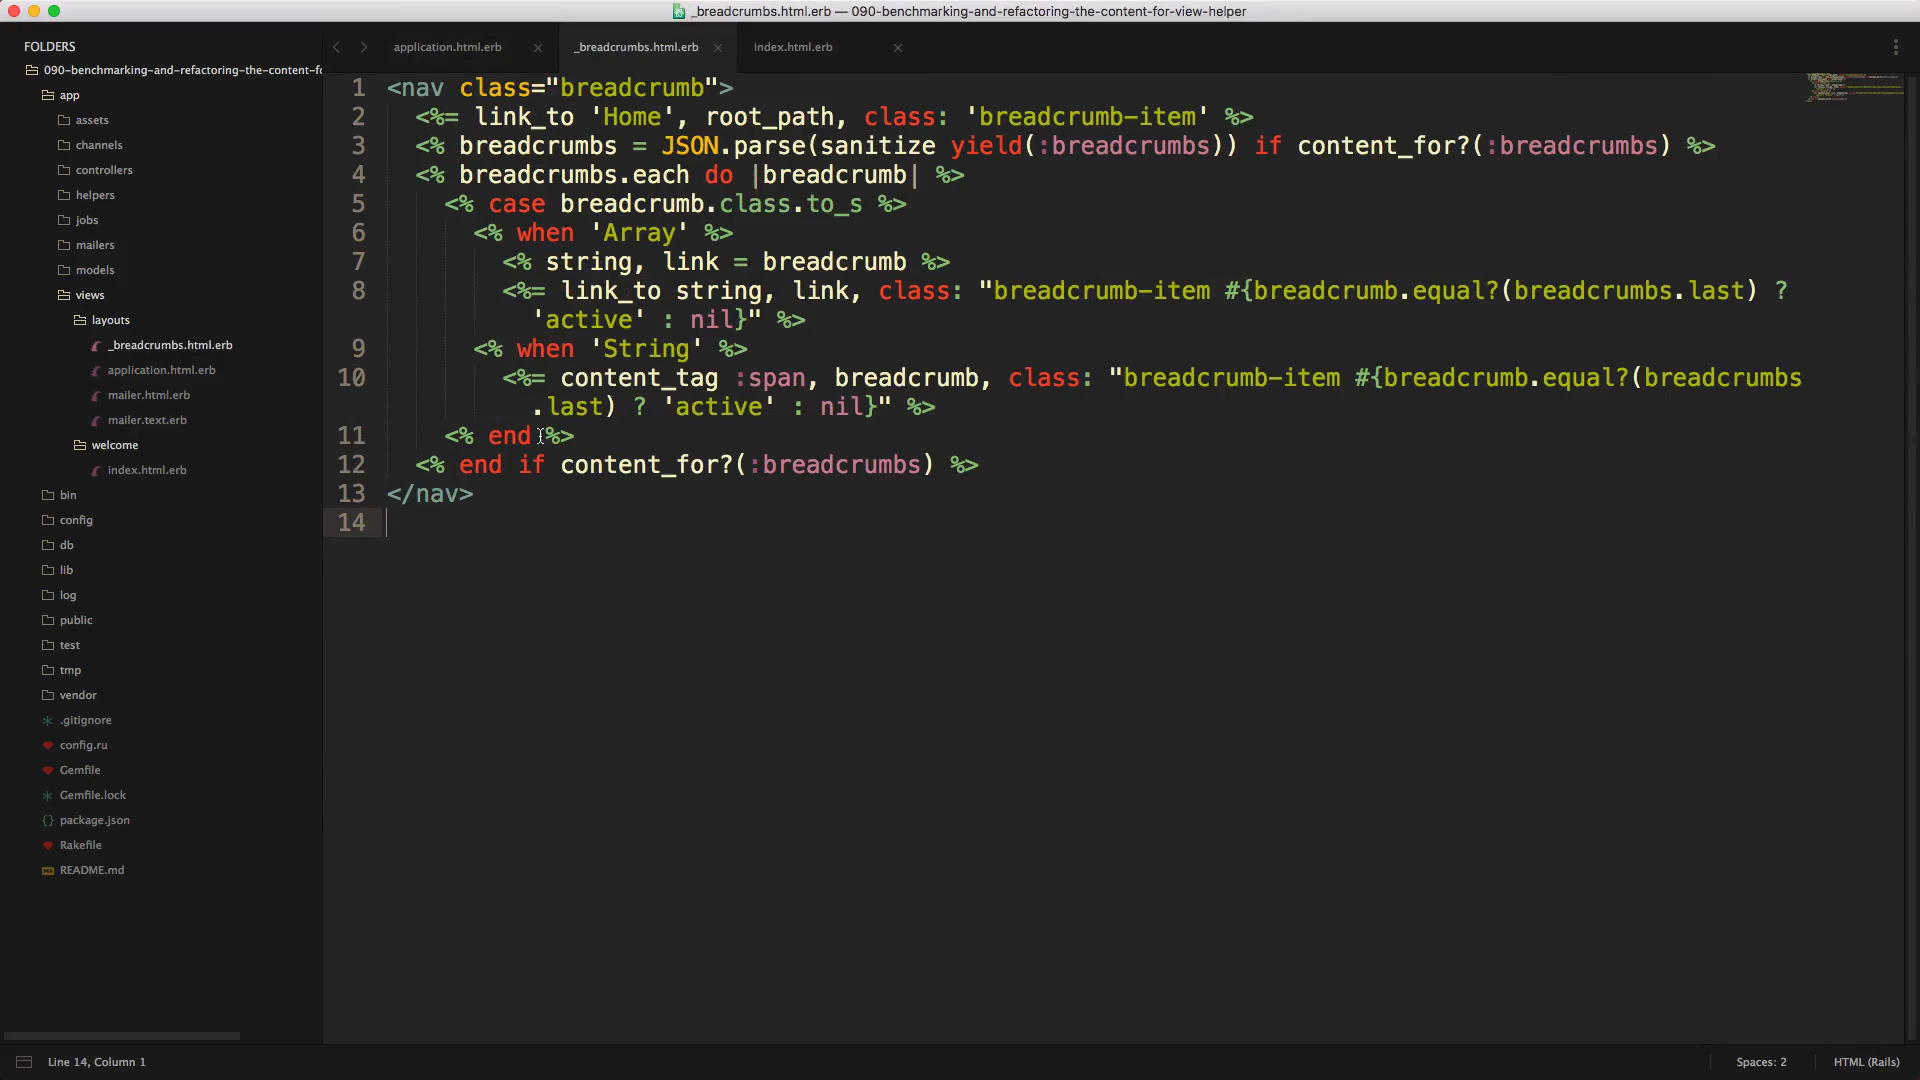 _breadcrumbs.html.erb — 090-benchmarking-and-refactoring-the-content-for-view-helper
FOLDERS
090-benchmarking-and-refactoring-the-content-fo
app
assets
channels
controllers
helpers
jobs
mailers
models
views
layouts
_breadcrumbs.html.erb
application.html.erb
mailer.html.erb
mailer.text.erb
welcome
index.html.erb
bin
config
db
lib
log
public
test
tmp
vendor
.gitignore
config.ru
Gemfile
Gemfile.lock
package.json
Rakefile
README.md
application.html.erb
_breadcrumbs.html.erb
index.html.erb
1 <nav class="breadcrumb">
2 <%= link_to 'Home', root_path, class: 'breadcrumb-item' %>
3 <% breadcrumbs = JSON.parse(sanitize yield(:breadcrumbs)) if content_for?(:breadcrumbs) %>
4 <% breadcrumbs.each do |breadcrumb| %>
5 <% case breadcrumb.class.to_s %>
6 <% when 'Array' %>
7 <% string, link = breadcrumb %>
8 <%= link_to string, link, class: "breadcrumb-item #{breadcrumb.equal?(breadcrumbs.last) ?
'active' : nil}" %>
9 <% when 'String' %>
10 <%= content_tag :span, breadcrumb, class: "breadcrumb-item #{breadcrumb.equal?(breadcrumbs
.last) ? 'active' : nil}" %>
11 <% end %>
12 <% end if content_for?(:breadcrumbs) %>
13 </nav>
14
Line 14, Column 1
Spaces: 2
HTML (Rails)